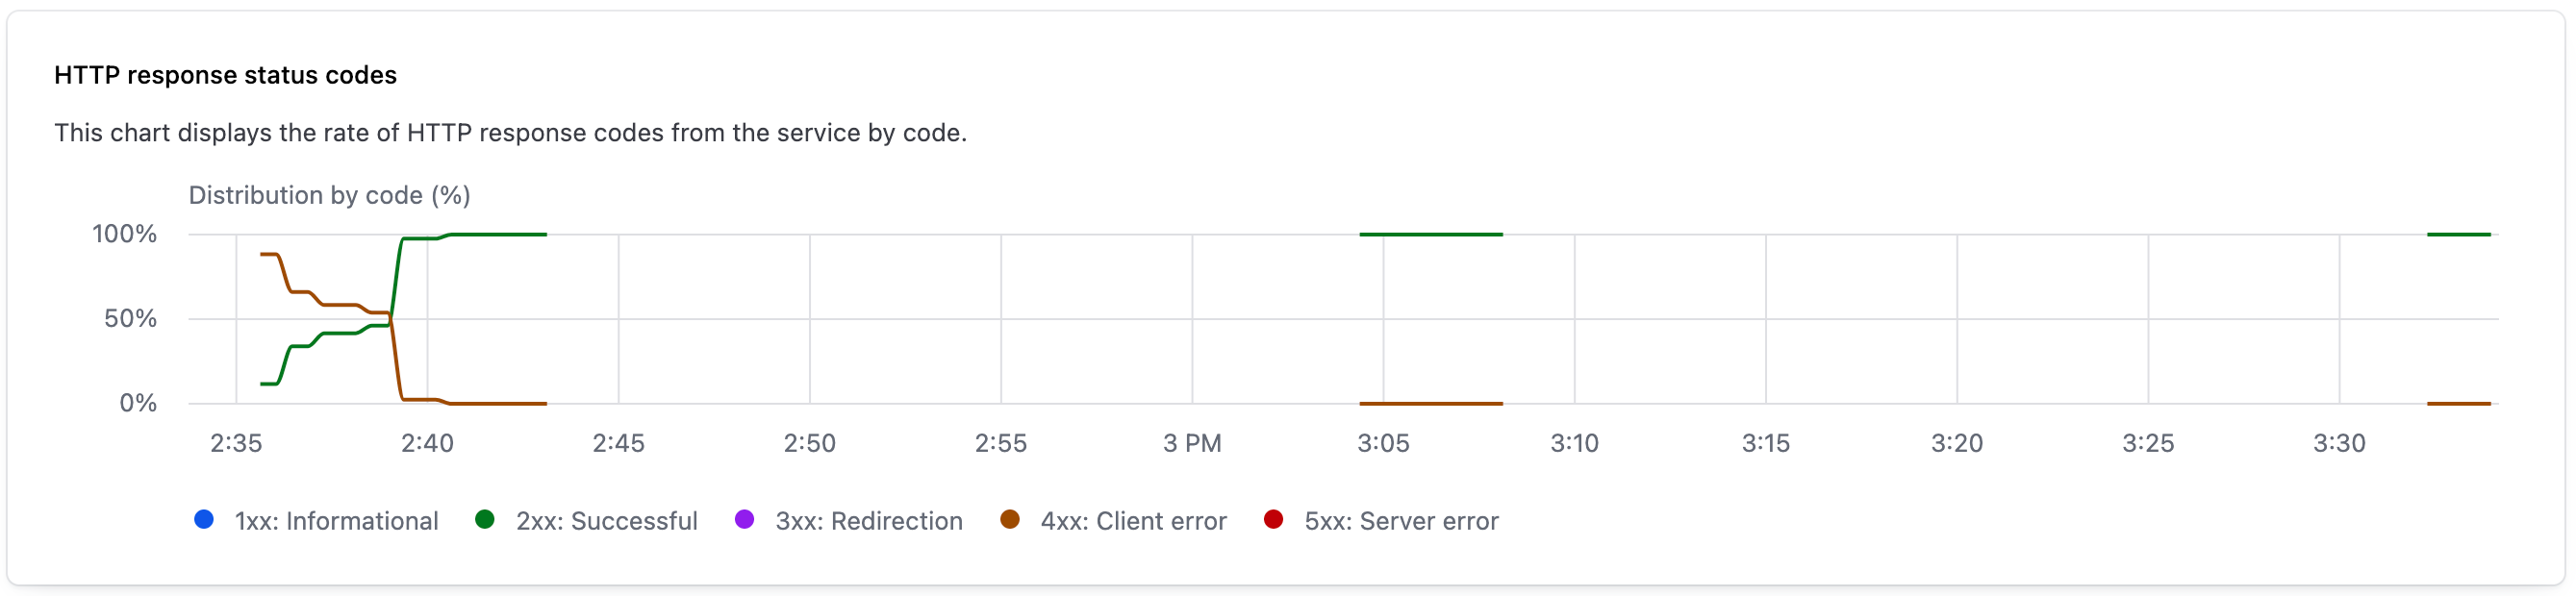 HTTP response status codes
This chart displays the rate of HTTP response codes from the service by code.
Distribution by code (%)
100%
50%
0%
2:35 2:40 2:45 2:50 2:55 3 PM 3:05 3:10 3:15 3:20 3:25 3:30
1xx: Informational 2xx: Successful 3xx: Redirection 4xx: Client error 5xx: Server error